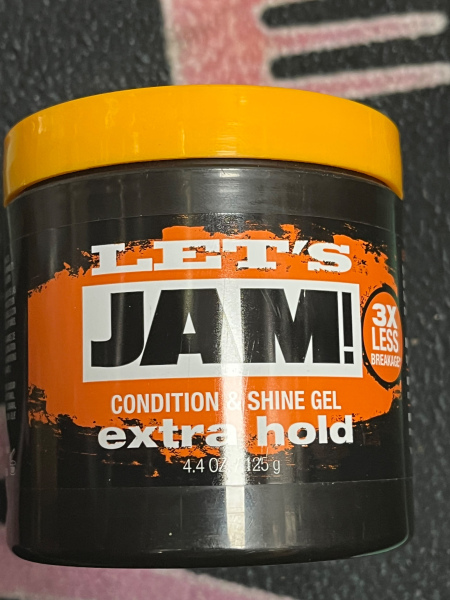 LET'S
JAM!
3X
LESS
BREAKAGE*
CONDITION & SHINE GEL
extra hold
4.4 OZ / 125 g